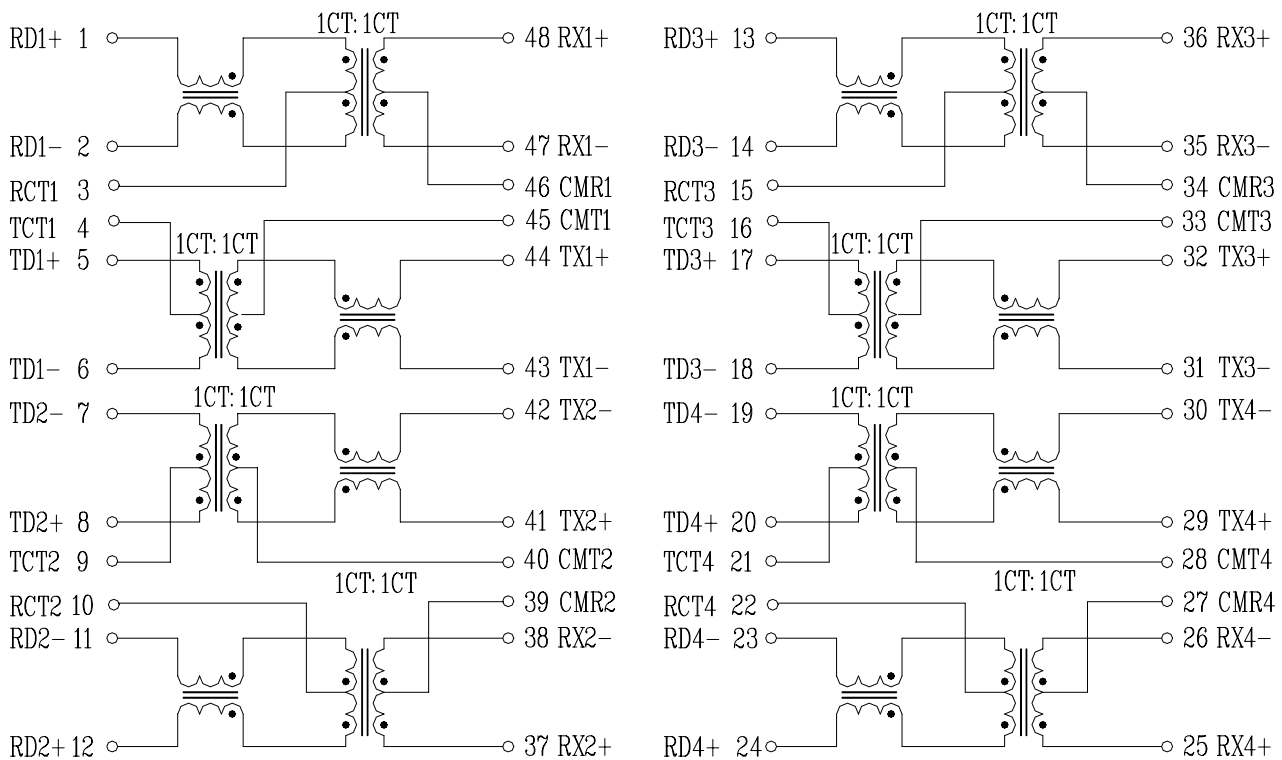 1CT:1CT 1CT:1CT
RD1+ 1 48 RX1+ RD3+ 13 36 RX3+
RD1- 2 47 RX1- RD3- 14 35 RX3-
RCT1 3 46 CMR1 RCT3 15 34 CMR3
TCT1 4 45 CMT1 TCT3 16 33 CMT3
1CT:1CT 1CT:1CT
TD1+ 5 44 TX1+ TD3+ 17 32 TX3+
TD1- 6 43 TX1- TD3- 18 31 TX3-
1CT:1CT 1CT:1CT
TD2- 7 42 TX2- TD4- 19 30 TX4-
TD2+ 8 41 TX2+ TD4+ 20 29 TX4+
TCT2 9 40 CMT2 TCT4 21 28 CMT4
1CT:1CT 1CT:1CT
RCT2 10 39 CMR2 RCT4 22 27 CMR4
RD2- 11 38 RX2- RD4- 23 26 RX4-
RD2+ 12 37 RX2+ RD4+ 24 25 RX4+